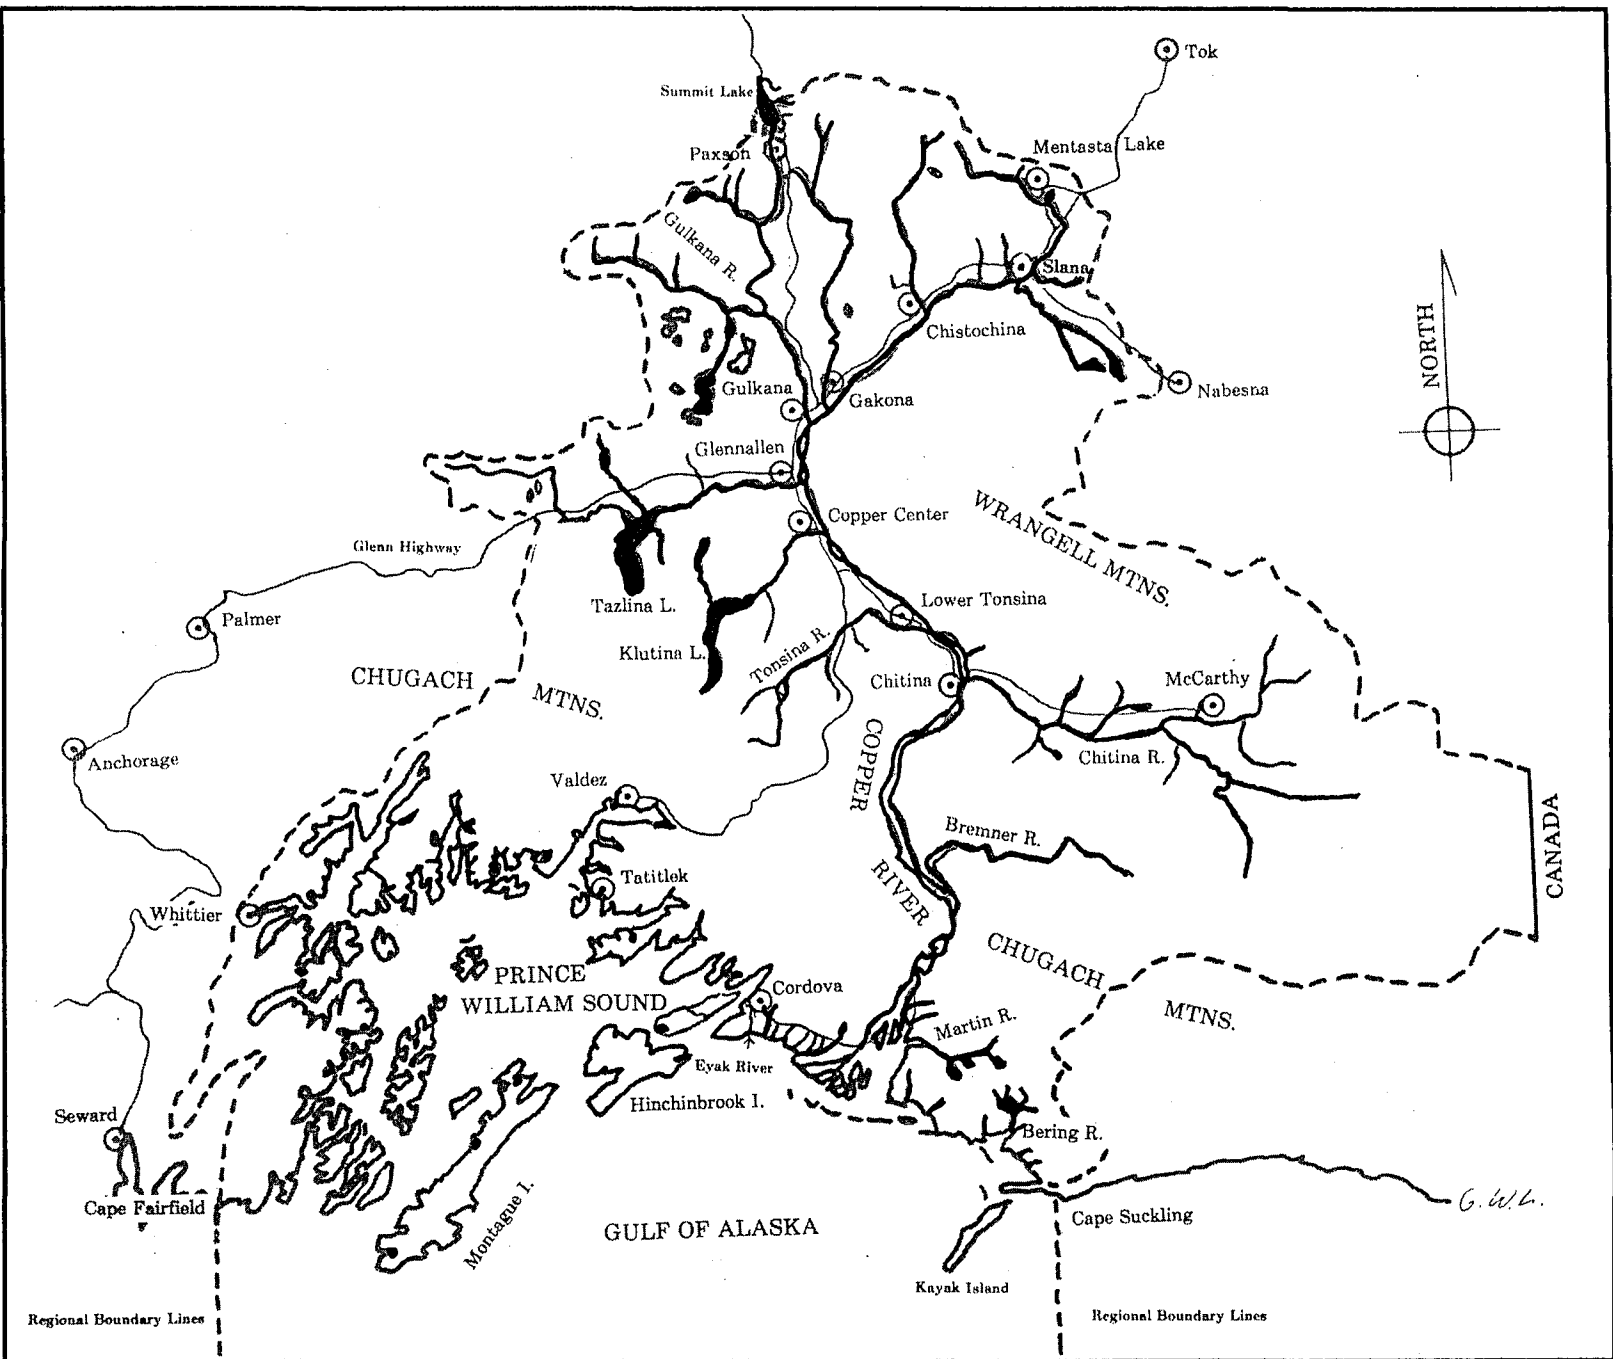 Tok
Summit Lake
Mentasta Lake
Paxson
Gulkana R.
Slana
Chistochina
NORTH
Nabesna
Gulkana
Gakona
Glennallen
WRANGELL MTNS.
Copper Center
Glenn Highway
Tazlina L.
Lower Tonsina
Palmer
Klutina L.
Tonsina R.
CHUGACH
MTNS.
Chitina
McCarthy
Anchorage
Chitina R.
Valdez
COPPER
RIVER
Bremner R.
CANADA
Tatitlek
Whittier
CHUGACH
MTNS.
PRINCE
WILLIAM SOUND
Cordova
Martin R.
Eyak River
Hinchinbrook I.
Seward
Bering R.
Cape Fairfield
Montague I.
GULF OF ALASKA
Cape Suckling
G.W.L.
Kayak Island
Regional Boundary Lines
Regional Boundary Lines